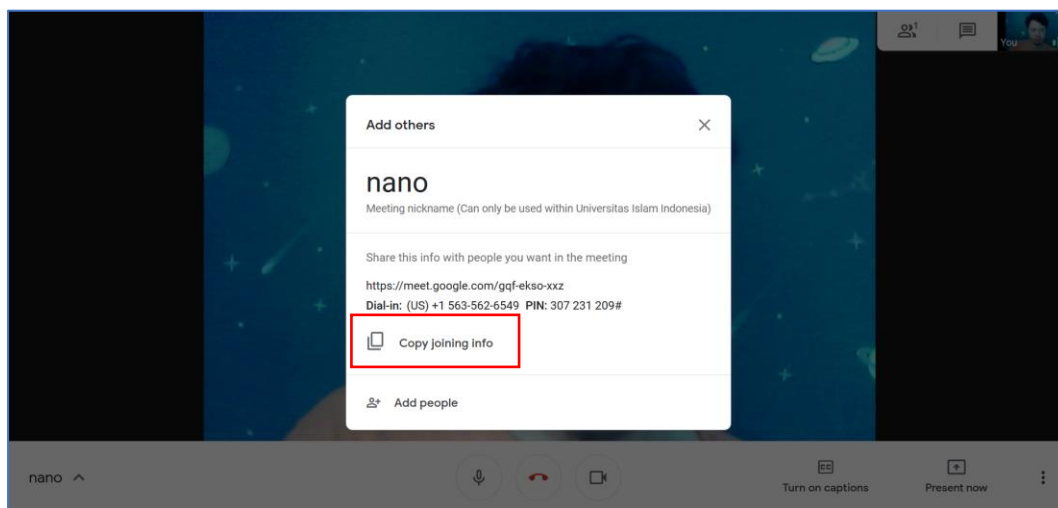 1
You
Add others
nano
Meeting nickname (Can only be used within Universitas Islam Indonesia)
Share this info with people you want in the meeting
https://meet.google.com/gqf-ekso-xxz
Dial-in: (US) +1 563-562-6549 PIN: 307 231 209#
Copy joining info
Add people
nano
CC
Turn on captions
Present now